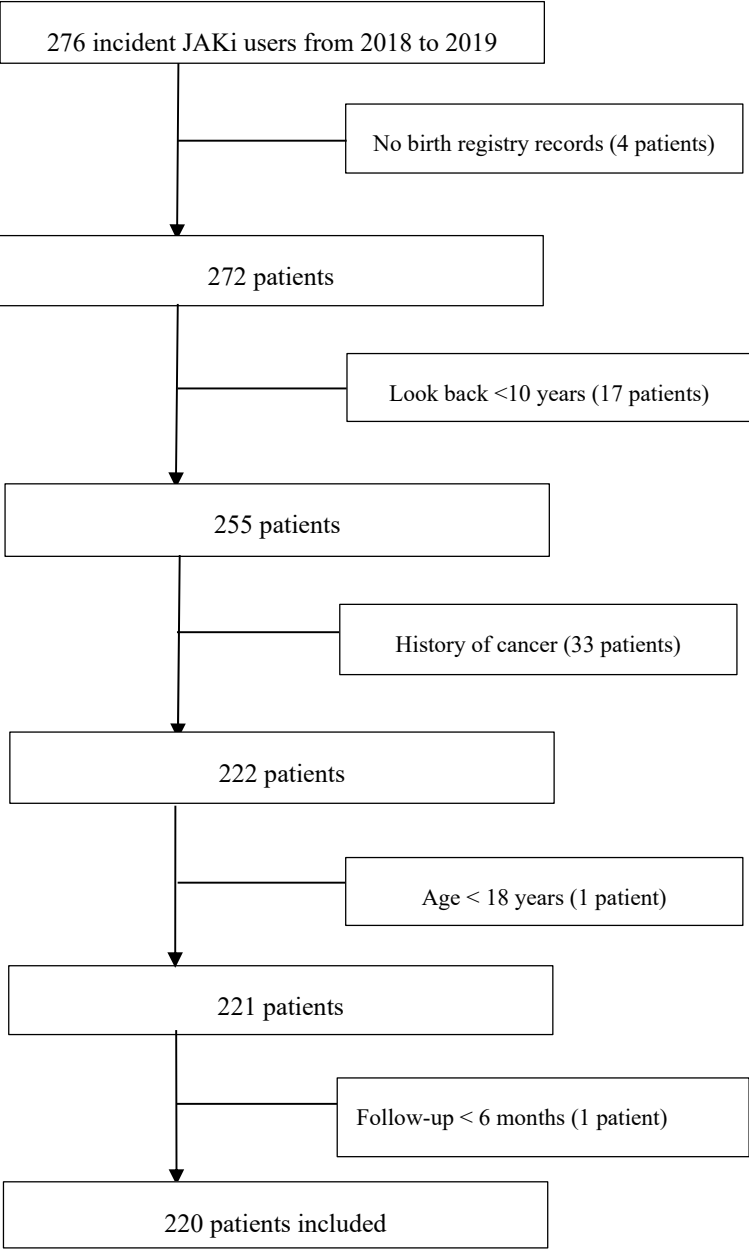 276 incident JAKi users from 2018 to 2019
No birth registry records (4 patients)
272 patients
Look back <10 years (17 patients)
255 patients
History of cancer (33 patients)
222 patients
Age < 18 years (1 patient)
221 patients
Follow-up < 6 months (1 patient)
220 patients included